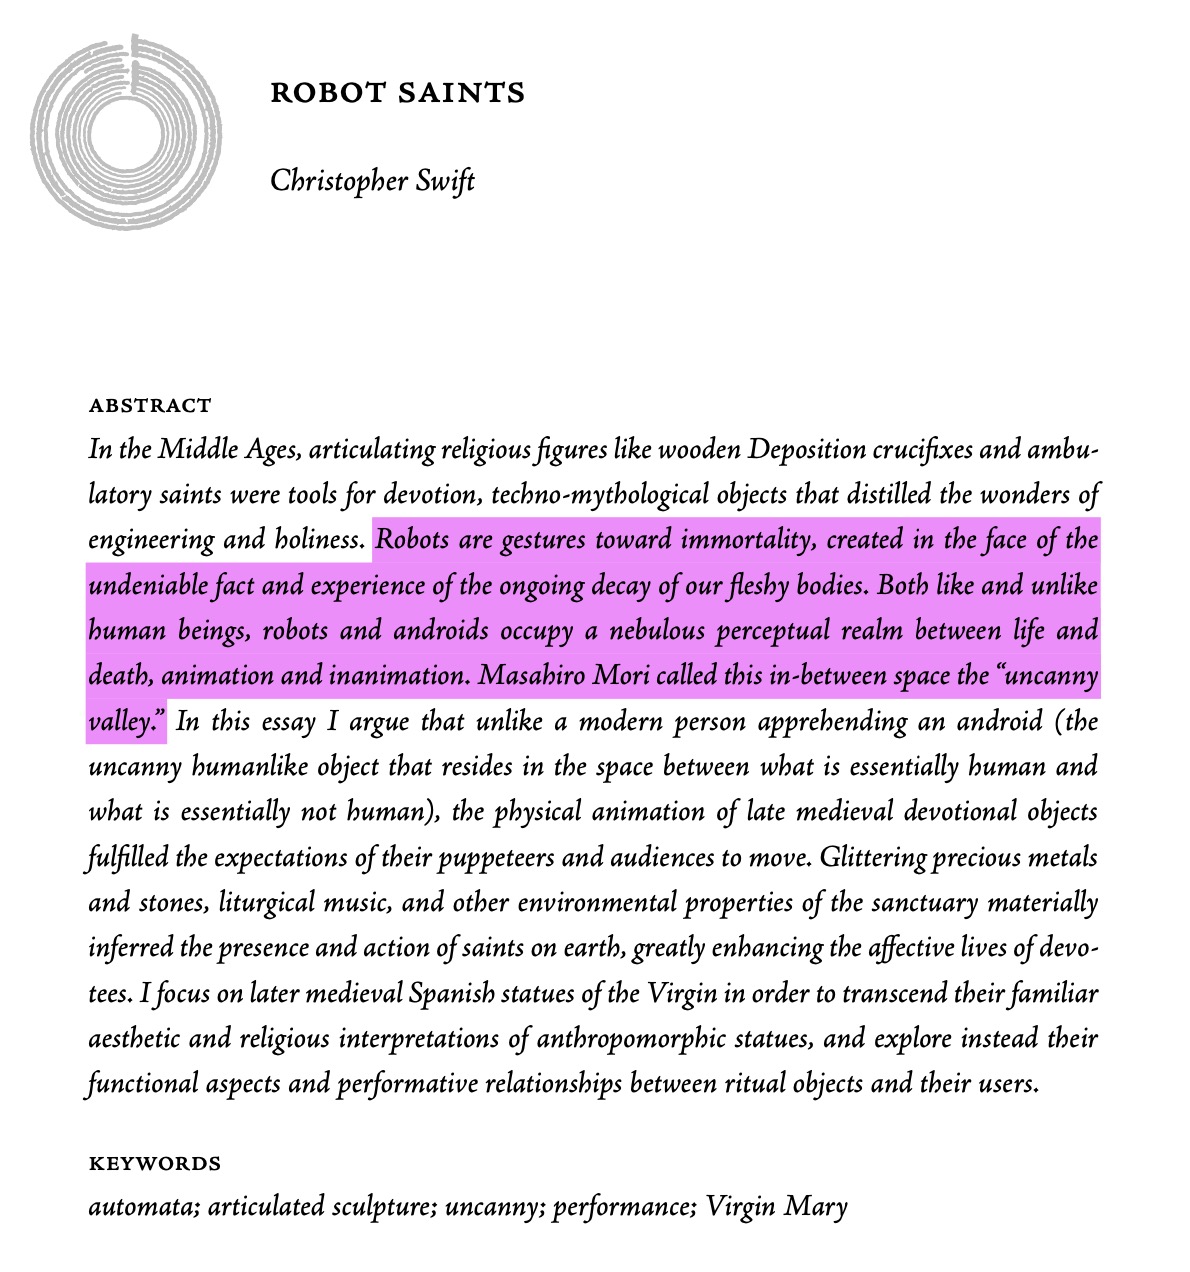 ROBOT SAINTS
Christopher Swift
ABSTRACT
In the Middle Ages, articulating religious figures like wooden Deposition crucifixes and ambu-
latory saints were tools for devotion, techno-mythological objects that distilled the wonders of
engineering and holiness. Robots are gestures toward immortality, created in the face of the
undeniable fact and experience of the ongoing decay of our fleshy bodies. Both like and unlike
human beings, robots and androids occupy a nebulous perceptual realm between life and
death, animation and inanimation. Masahiro Mori called this in-between space the “uncanny
valley.” In this essay I argue that unlike a modern person apprehending an android (the
uncanny humanlike object that resides in the space between what is essentially human and
what is essentially not human), the physical animation of late medieval devotional objects
fulfilled the expectations of their puppeteers and audiences to move. Glittering precious metals
and stones, liturgical music, and other environmental properties of the sanctuary materially
inferred the presence and action of saints on earth, greatly enhancing the affective lives of devo-
tees. I focus on later medieval Spanish statues of the Virgin in order to transcend their familiar
aesthetic and religious interpretations of anthropomorphic statues, and explore instead their
functional aspects and performative relationships between ritual objects and their users.
KEYWORDS
automata; articulated sculpture; uncanny; performance; Virgin Mary